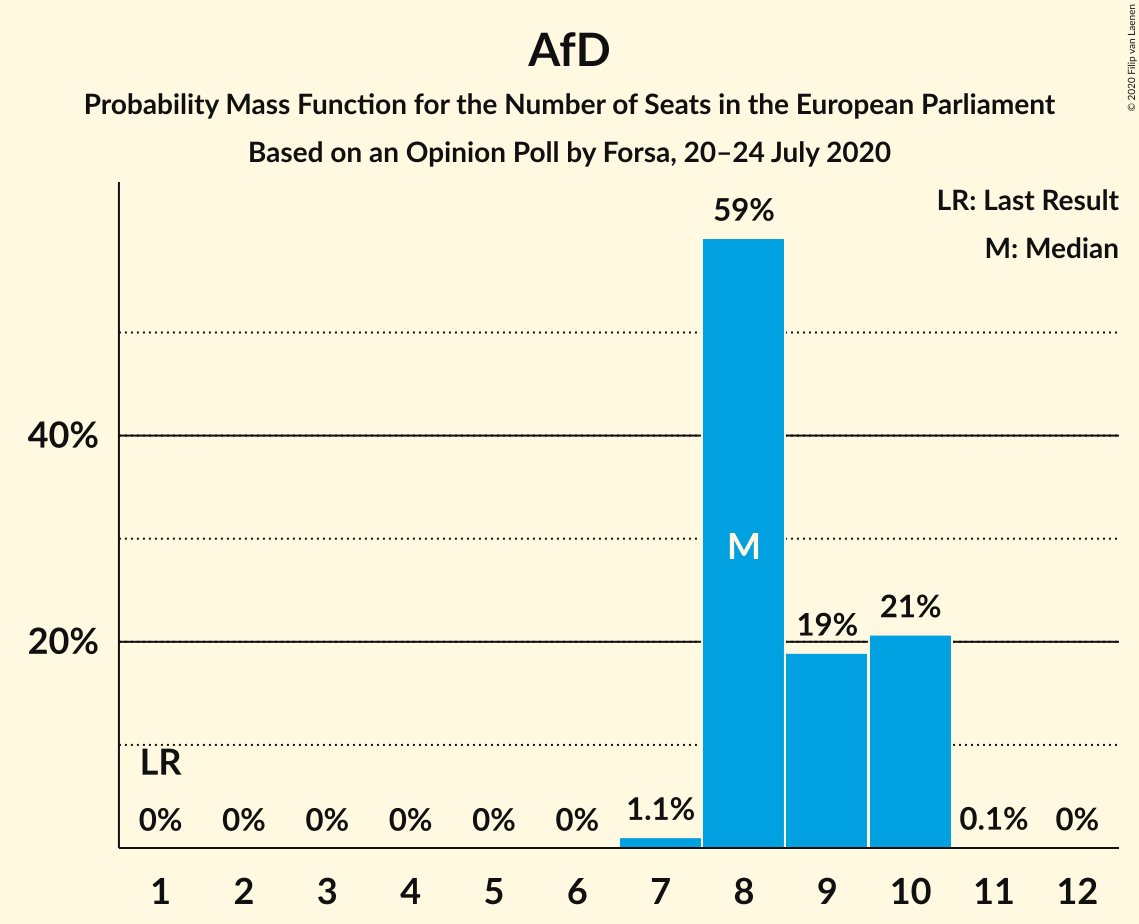 AfD
Probability Mass Function for the Number of Seats in the European Parliament
Based on an Opinion Poll by Forsa, 20–24 July 2020
© 2020 Filip van Laenen
LR: Last Result
M: Median
59%
40%
M
21%
19%
20%
LR
0% 0% 0% 0% 0% 0% 1.1% 0.1% 0%
1 2 3 4 5 6 7 8 9 10 11 12